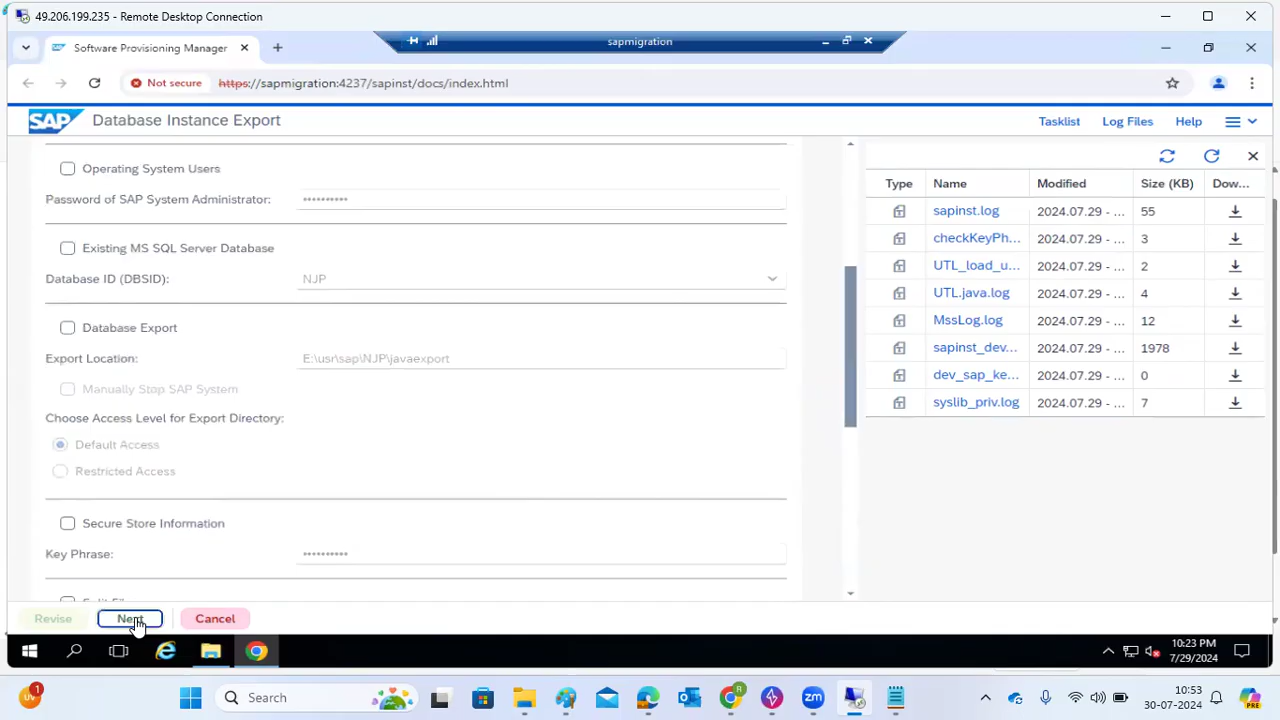 49.206.199.235 - Remote Desktop Connection
sapmigration
Software Provisioning Manager
Not secure
https://sapmigration:4237/sapinst/docs/index.html
SAP
Database Instance Export
Tasklist
Log Files
Help
Operating System Users
Password of SAP System Administrator:
Existing MS SQL Server Database
Database ID (DBSID):
NJP
Database Export
Export Location:
E:\usr\sap\NJP\javaexport
Manually Stop SAP System
Choose Access Level for Export Directory:
Default Access
Restricted Access
Secure Store Information
Key Phrase:
Type Name Modified Size (KB) Dow...
sapinst.log 2024.07.29 - ... 55
checkKeyPh... 2024.07.29 - ... 3
UTL_load_u... 2024.07.29 - ... 2
UTL.java.log 2024.07.29 - ... 4
MssLog.log 2024.07.29 - ... 12
sapinst_dev... 2024.07.29 - ... 1978
dev_sap_ke... 2024.07.29 - ... 0
syslib_priv.log 2024.07.29 - ... 7
Revise
Next
Cancel
10:23 PM
7/29/2024
1
Search
R
10:53
30-07-2024
PRE